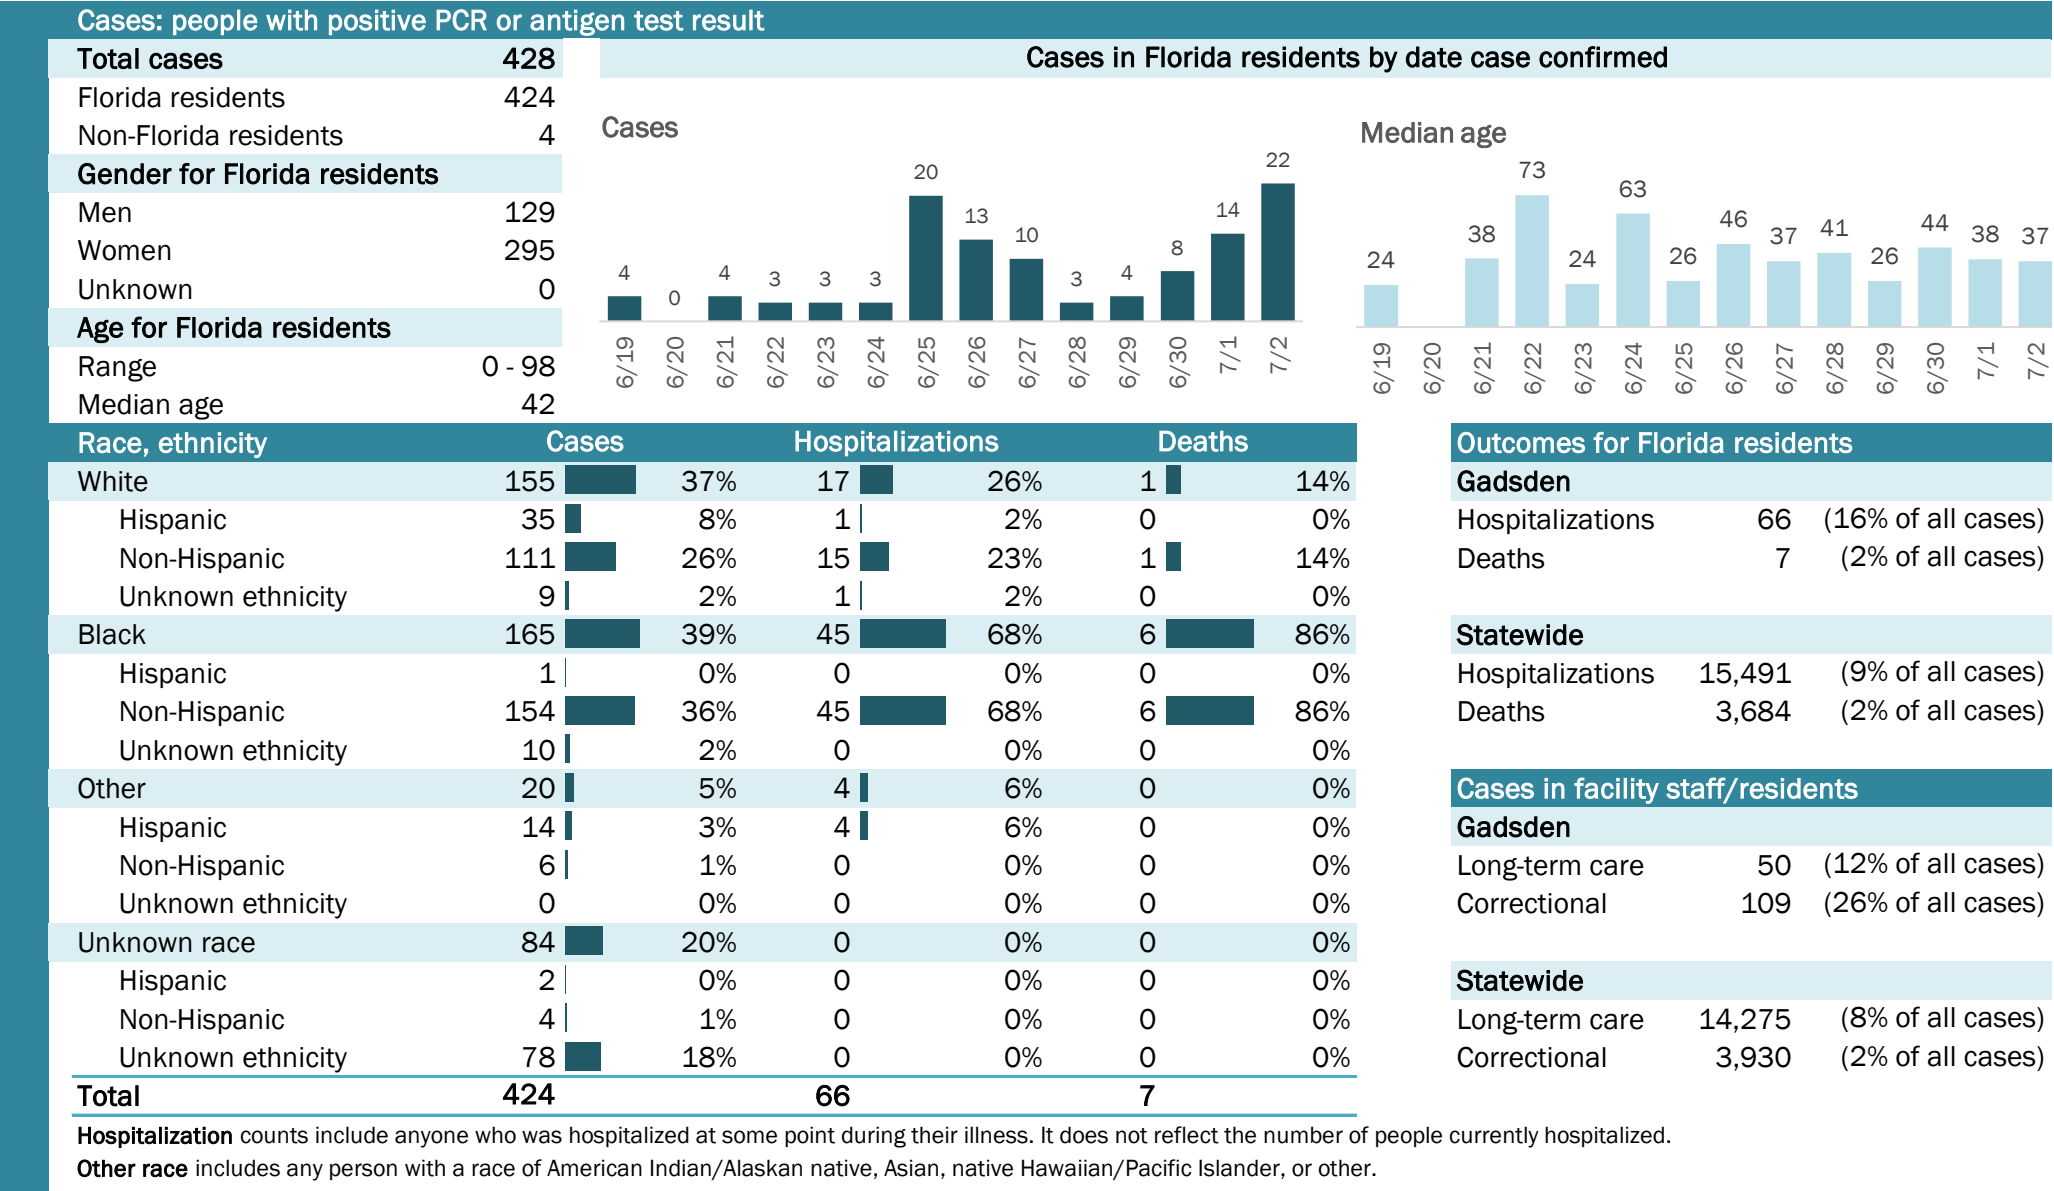 Cases: people with positive PCR or antigen test result
Total cases 428
Florida residents 424
Non-Florida residents 4
Gender for Florida residents
Men 129
Women 295
Unknown 0
Age for Florida residents
Range 0 - 98
Median age 42
Cases in Florida residents by date case confirmed
Cases
4 0 4 3 3 3 20 13 10 3 4 8 14 22
6/19 6/20 6/21 6/22 6/23 6/24 6/25 6/26 6/27 6/28 6/29 6/30 7/1 7/2
Median age
24 38 73 24 63 26 46 37 41 26 44 38 37
6/19 6/20 6/21 6/22 6/23 6/24 6/25 6/26 6/27 6/28 6/29 6/30 7/1 7/2
Race, ethnicity Cases Hospitalizations Deaths
White 155 37% 17 26% 1 14%
Hispanic 35 8% 1 2% 0 0%
Non-Hispanic 111 26% 15 23% 1 14%
Unknown ethnicity 9 2% 1 2% 0 0%
Black 165 39% 45 68% 6 86%
Hispanic 1 0% 0 0% 0 0%
Non-Hispanic 154 36% 45 68% 6 86%
Unknown ethnicity 10 2% 0 0% 0 0%
Other 20 5% 4 6% 0 0%
Hispanic 14 3% 4 6% 0 0%
Non-Hispanic 6 1% 0 0% 0 0%
Unknown ethnicity 0 0% 0 0% 0 0%
Unknown race 84 20% 0 0% 0 0%
Hispanic 2 0% 0 0% 0 0%
Non-Hispanic 4 1% 0 0% 0 0%
Unknown ethnicity 78 18% 0 0% 0 0%
Total 424 66 7
Outcomes for Florida residents
Gadsden
Hospitalizations 66 (16% of all cases)
Deaths 7 (2% of all cases)
Statewide
Hospitalizations 15,491 (9% of all cases)
Deaths 3,684 (2% of all cases)
Cases in facility staff/residents
Gadsden
Long-term care 50 (12% of all cases)
Correctional 109 (26% of all cases)
Statewide
Long-term care 14,275 (8% of all cases)
Correctional 3,930 (2% of all cases)
Hospitalization counts include anyone who was hospitalized at some point during their illness. It does not reflect the number of people currently hospitalized.
Other race includes any person with a race of American Indian/Alaskan native, Asian, native Hawaiian/Pacific Islander, or other.